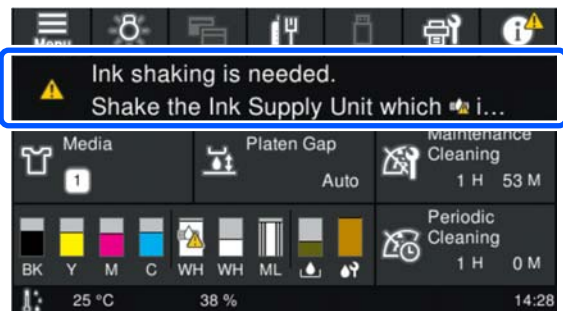 Menu
Ink shaking is needed.
Shake the Ink Supply Unit which i…
Media
1
Platen Gap
Auto
Maintenance
Cleaning
1 H 53 M
Periodic
Cleaning
1 H 0 M
BK Y M C WH WH ML
25 °C 38 % 14:28